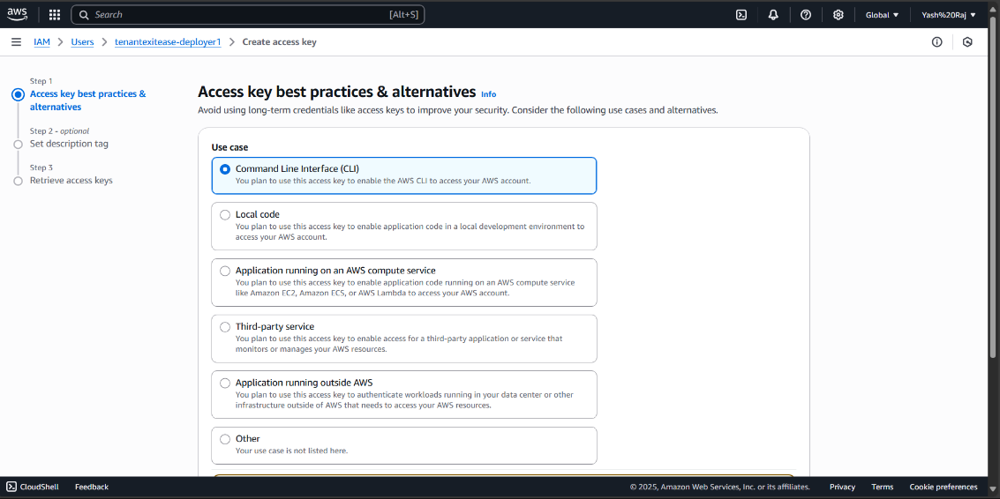 aws
Search [Alt+S]
Global ▼
Yash%20Raj ▼
IAM > Users > tenantexitease-deployer1 > Create access key
Step 1
Access key best practices &
alternatives
Step 2 - optional
Set description tag
Step 3
Retrieve access keys
Access key best practices & alternatives Info
Avoid using long-term credentials like access keys to improve your security. Consider the following use cases and alternatives.
Use case
Command Line Interface (CLI)
You plan to use this access key to enable the AWS CLI to access your AWS account.
Local code
You plan to use this access key to enable application code in a local development environment to
access your AWS account.
Application running on an AWS compute service
You plan to use this access key to enable application code running on an AWS compute service
like Amazon EC2, Amazon ECS, or AWS Lambda to access your AWS account.
Third-party service
You plan to use this access key to enable access for a third-party application or service that
monitors or manages your AWS resources.
Application running outside AWS
You plan to use this access key to authenticate workloads running in your data center or other
infrastructure outside of AWS that needs to access your AWS resources.
Other
Your use case is not listed here.
CloudShell Feedback © 2025, Amazon Web Services, Inc. or its affiliates. Privacy Terms Cookie preferences